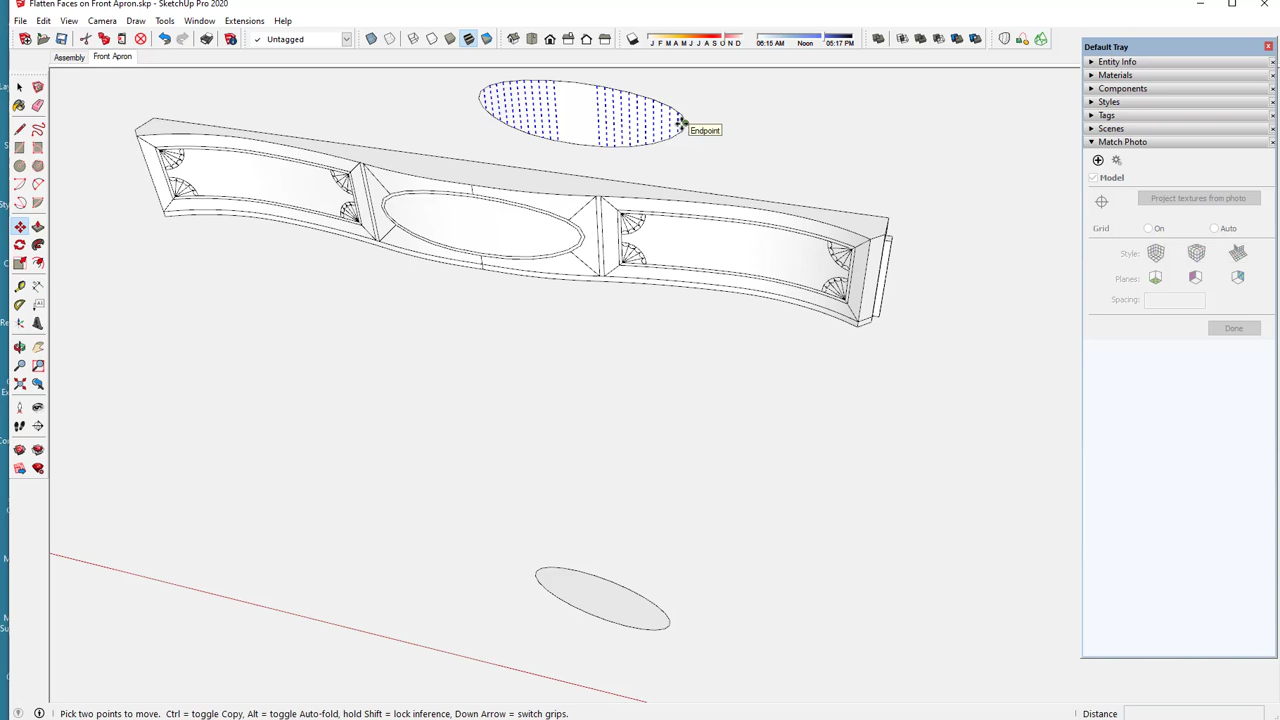 Flatten Faces on Front Apron.skp - SketchUp Pro 2020
File Edit View Camera Draw Tools Window Extensions Help
Untagged
J F M A M J J A S O N D
06:15 AM Noon 05:17 PM
Default Tray
Assembly Front Apron
Entity Info
Materials
Components
Styles
Tags
Scenes
Match Photo
Model
Project textures from photo
Grid On Auto
Style:
Planes:
Spacing:
Done
Endpoint
Pick two points to move. Ctrl = toggle Copy, Alt = toggle Auto-fold, hold Shift = lock inference, Down Arrow = switch grips.
Distance